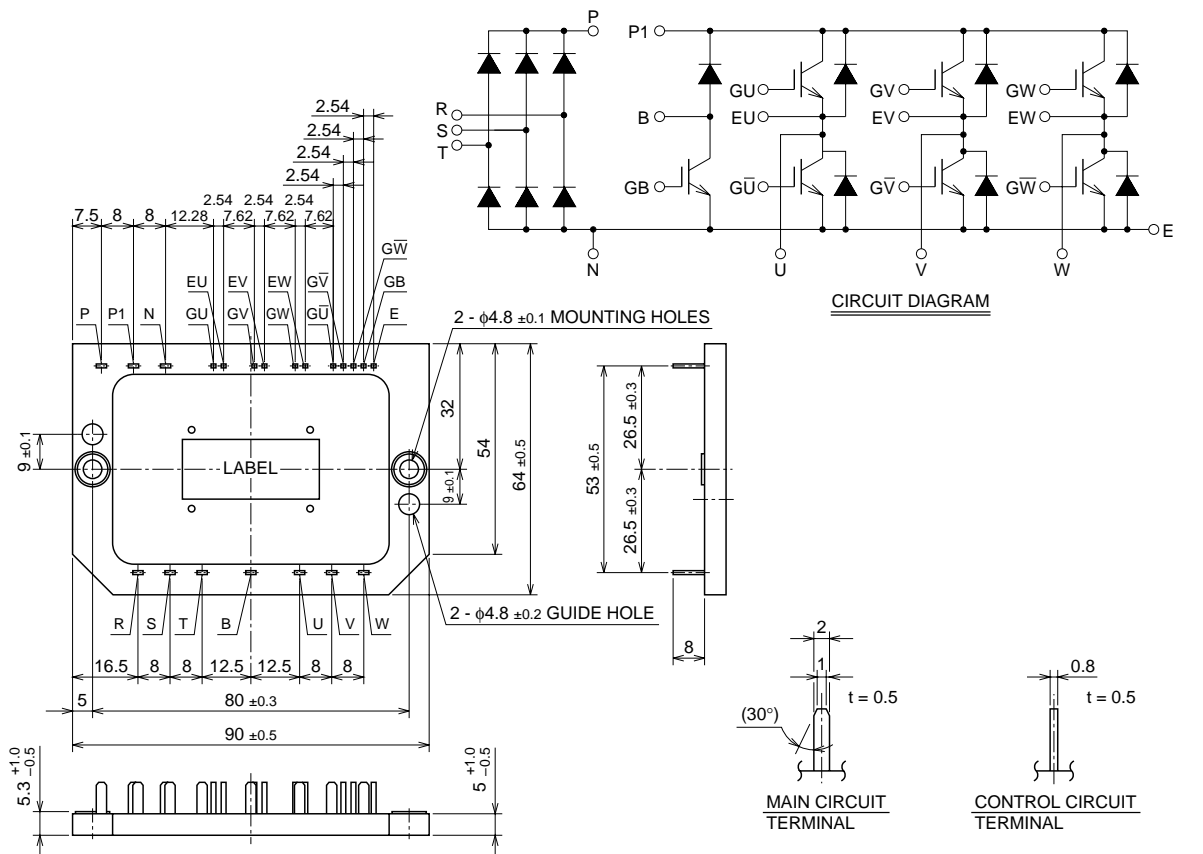 P
P1
R
S
T
B
GB
GU
EU
GU̅
GV
EV
GV̅
GW
EW
GW̅
E
N
U
V
W
CIRCUIT DIAGRAM
2.54
2.54
2.54
2.54
2.54 2.54 2.54
7.5 8 8 12.28 7.62 7.62 7.62
GW̅
EU EV EW GV̅ GB
P P1 N GU GV GW GU̅ E
2 - φ4.8 ±0.1 MOUNTING HOLES
9 ±0.1
LABEL
32
9 ±0.1
54
64 ±0.5
53 ±0.5
26.5 ±0.3
26.5 ±0.3
8
R S T B U V W
2 - φ4.8 ±0.2 GUIDE HOLE
16.5 8 8 12.5 12.5 8 8
5 80 ±0.3
90 ±0.5
5.3 +1.0 −0.5
5 +1.0 −0.5
2
1
t = 0.5
(30°)
MAIN CIRCUIT
TERMINAL
0.8
t = 0.5
CONTROL CIRCUIT
TERMINAL